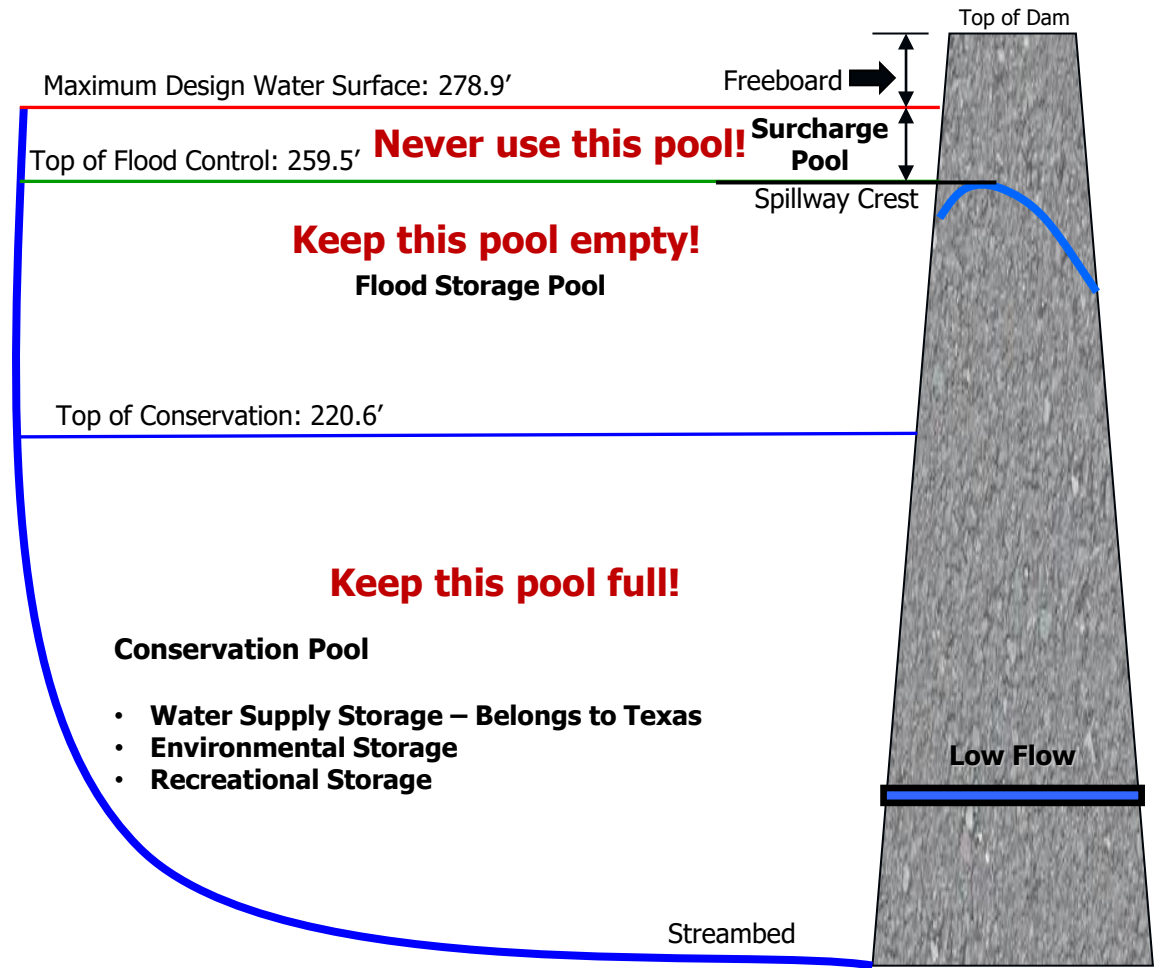 Top of Dam
Maximum Design Water Surface: 278.9′
Freeboard
Never use this pool!
Surcharge
Pool
Top of Flood Control: 259.5′
Spillway Crest
Keep this pool empty!
Flood Storage Pool
Top of Conservation: 220.6′
Keep this pool full!
Conservation Pool
• Water Supply Storage – Belongs to Texas
• Environmental Storage
• Recreational Storage
Low Flow
Streambed